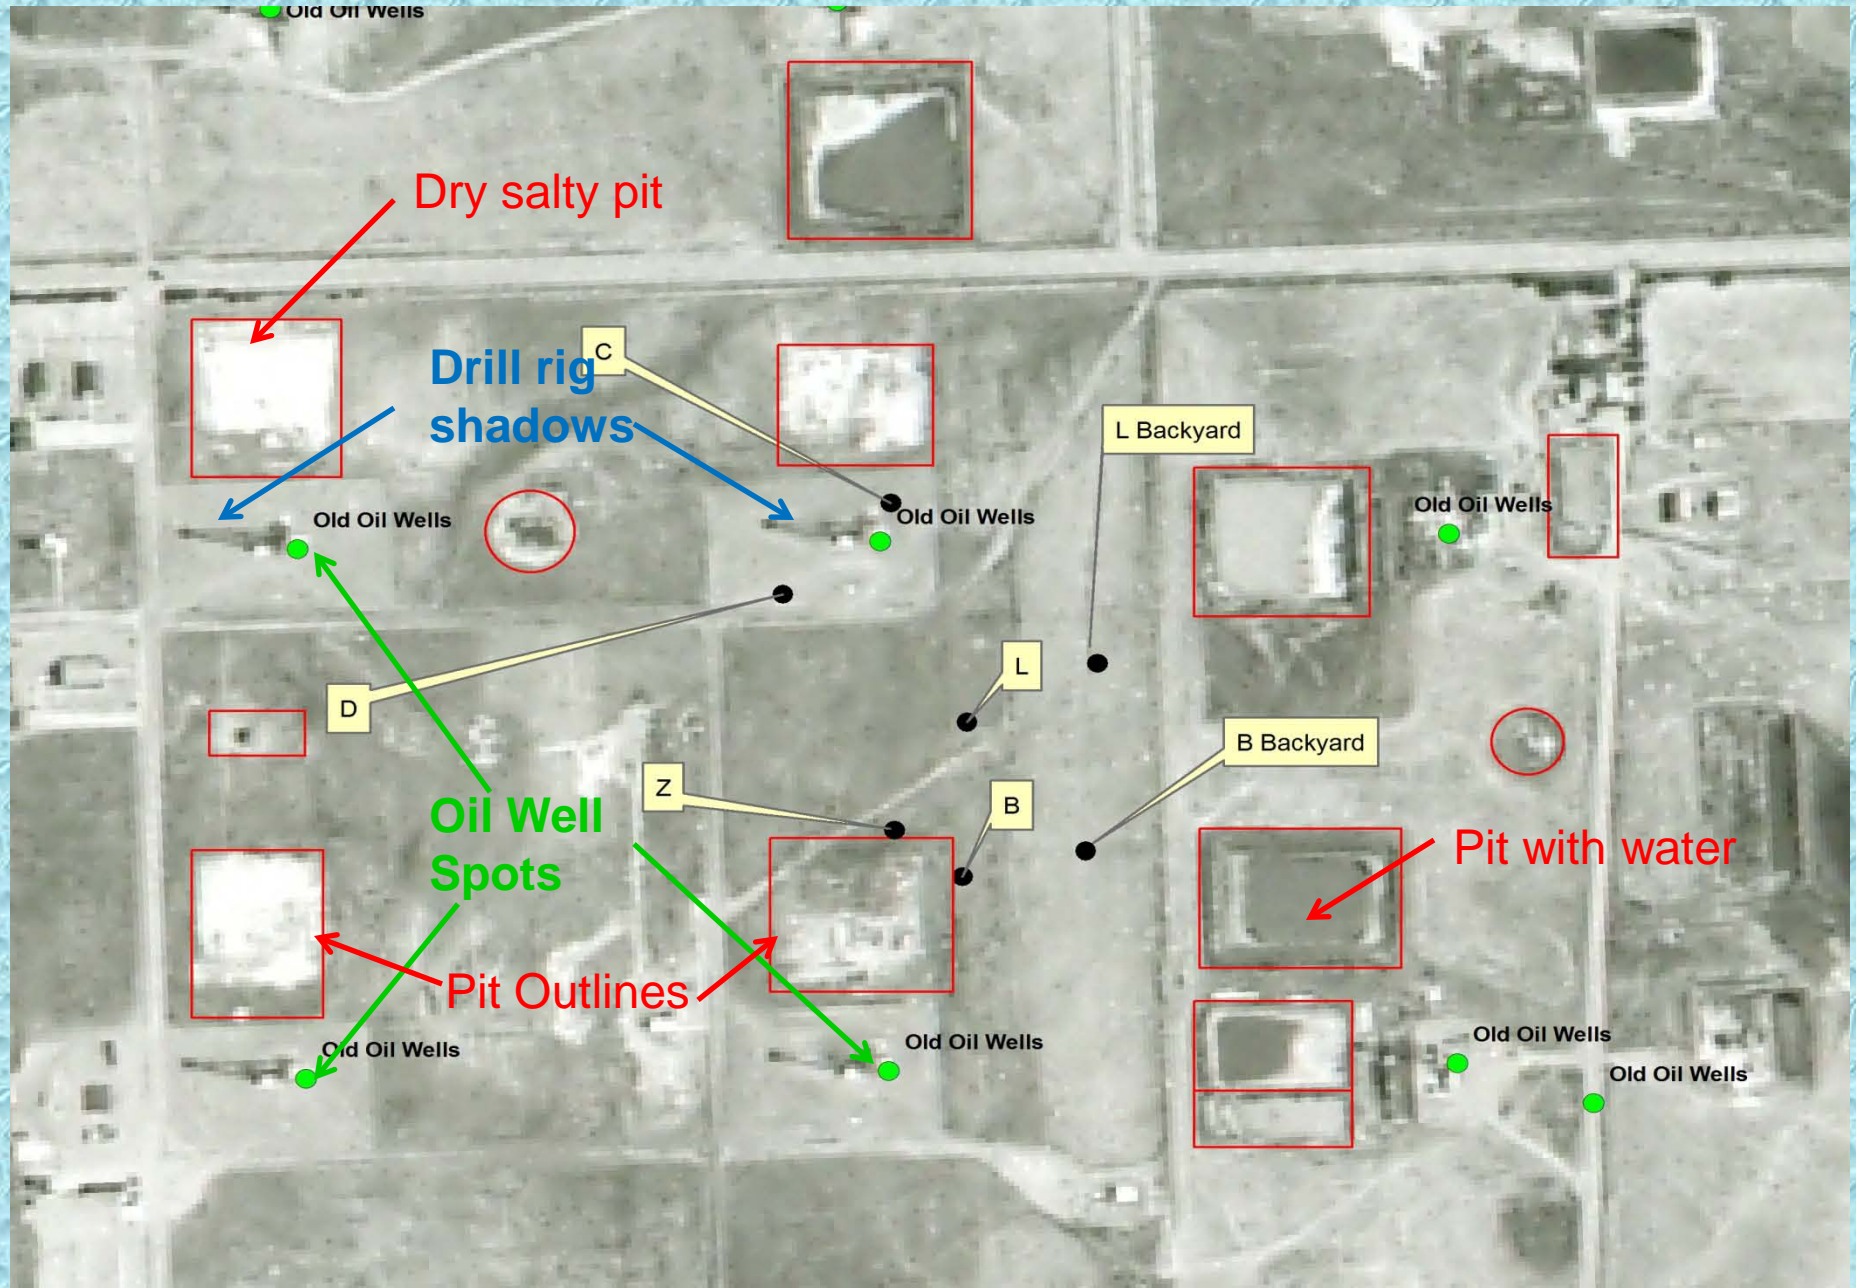 Old Oil Wells
Dry salty pit
C
Drill rig
shadows
L Backyard
Old Oil Wells
Old Oil Wells
Old Oil Wells
L
D
B Backyard
Z
B
Oil Well
Spots
Pit with water
Pit Outlines
Old Oil Wells
Old Oil Wells
Old Oil Wells
Old Oil Wells